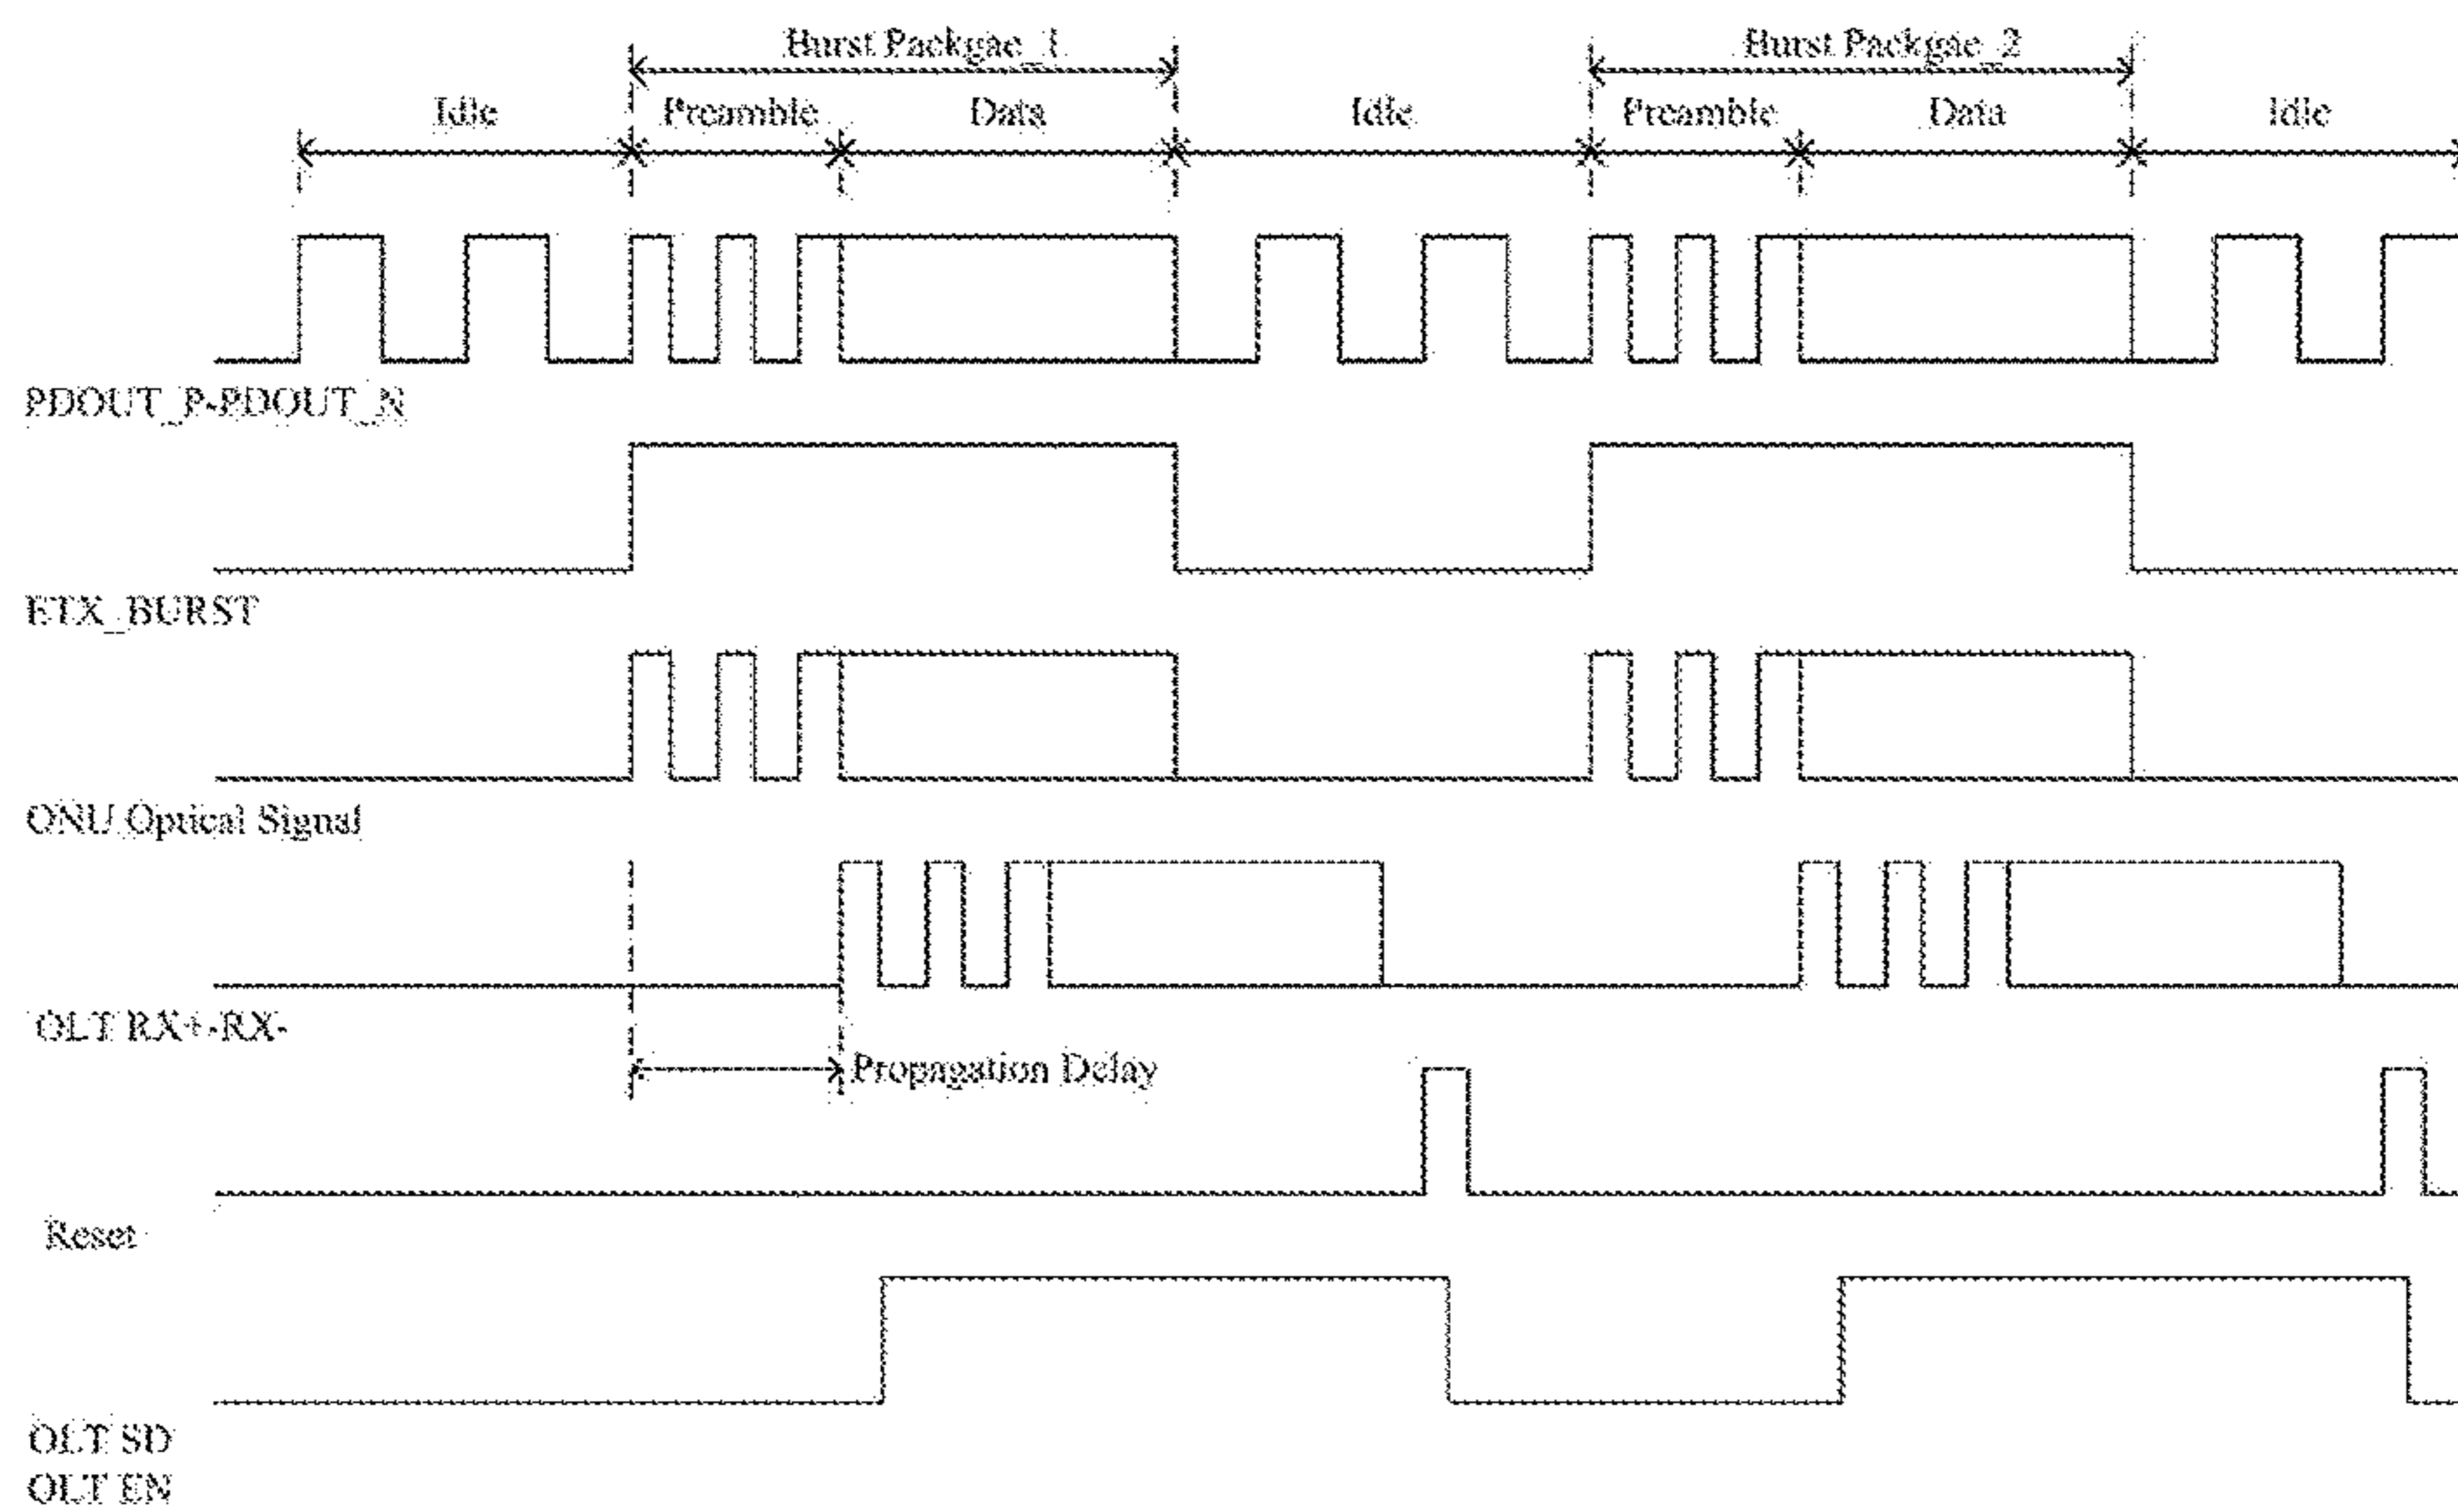 Burst Packgae_1 Burst Packgae_2
Idle Preamble Data Idle Preamble Data Idle
PDOUT_P-PDOUT_N
ETX_BURST
ONU Optical Signal
OLT RX+-RX-
Propagation Delay
Reset
OLT SD
OLT EN